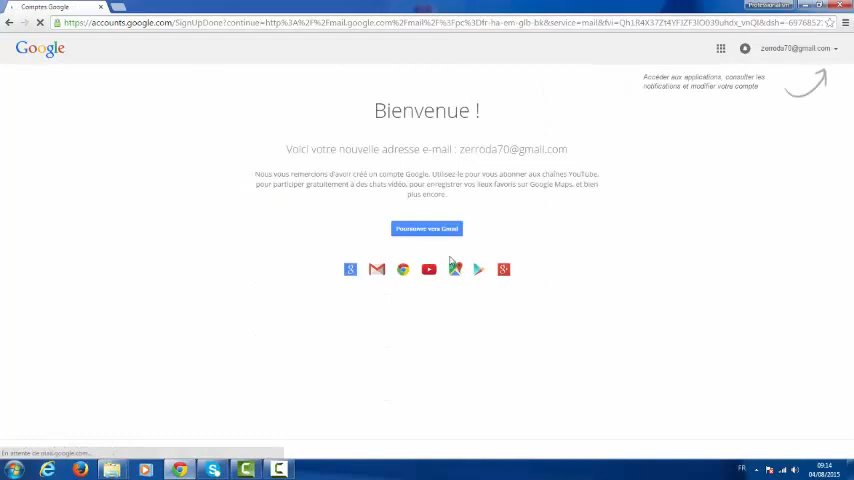 Comptes Google
https://accounts.google.com/SignUpDone?continue=http%3A%2F%2Fmail.google.com%2Fmail%2F%3Fpc%3Dfr-ha-em-glb-bk&service=mail
Google
zerroda70@gmail.com
Accéder aux applications, consulter les
notifications et modifier votre compte
Bienvenue !
Voici votre nouvelle adresse e-mail : zerroda70@gmail.com
Nous vous remercions d'avoir créé un compte Google. Utilisez-le pour vous abonner aux chaînes YouTube,
pour participer gratuitement à des chats vidéo, pour enregistrer vos lieux favoris sur Google Maps, et bien
plus encore.
Poursuivre vers Gmail
En attente de
FR
09:14
04/08/2015